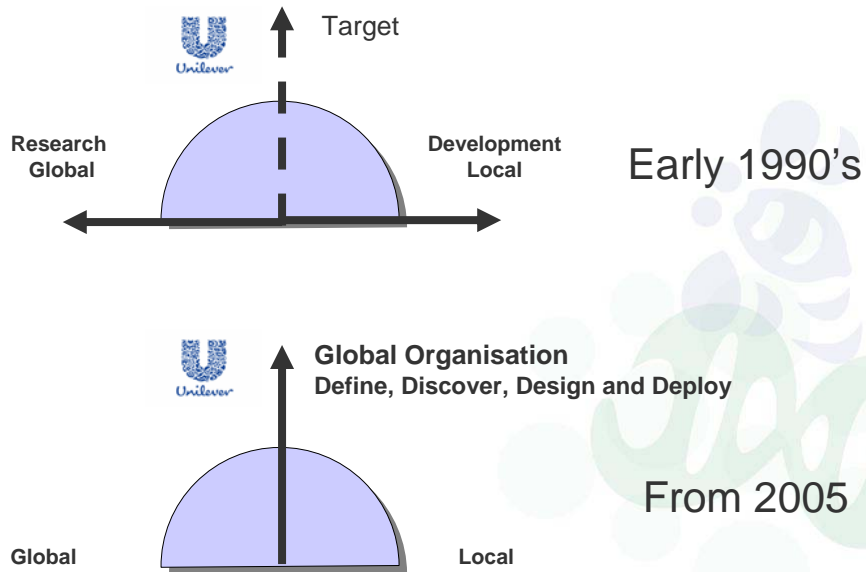 Unilever
Target
Research
Global
Development
Local
Early 1990's
Unilever
Global Organisation
Define, Discover, Design and Deploy
From 2005
Global
Local